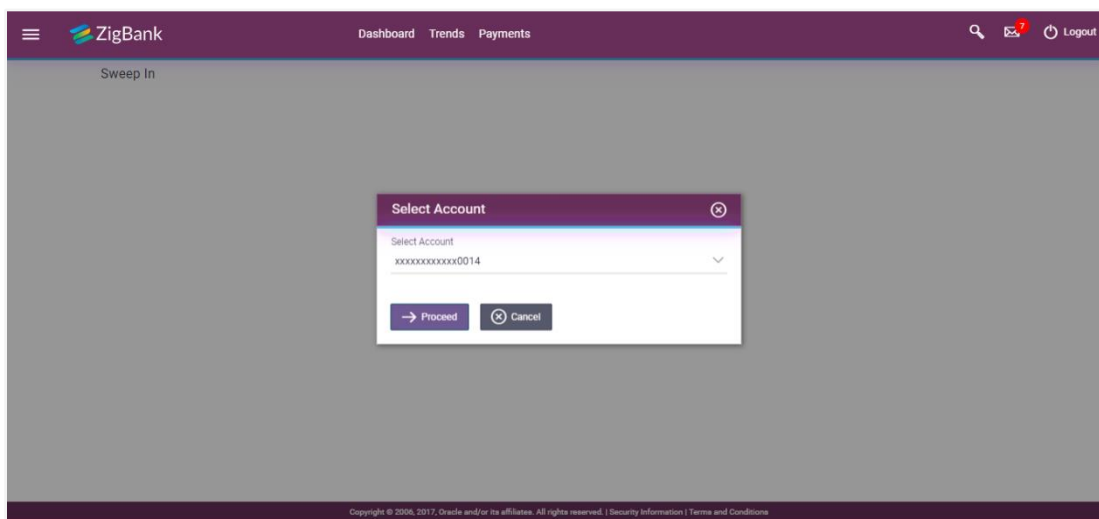 ZigBank Dashboard Trends Payments 7 Logout
Sweep In
Select Account
Select Account
xxxxxxxxxxxx0014
Proceed Cancel
Copyright © 2006, 2017, Oracle and/or its affiliates. All rights reserved. | Security Information | Terms and Conditions